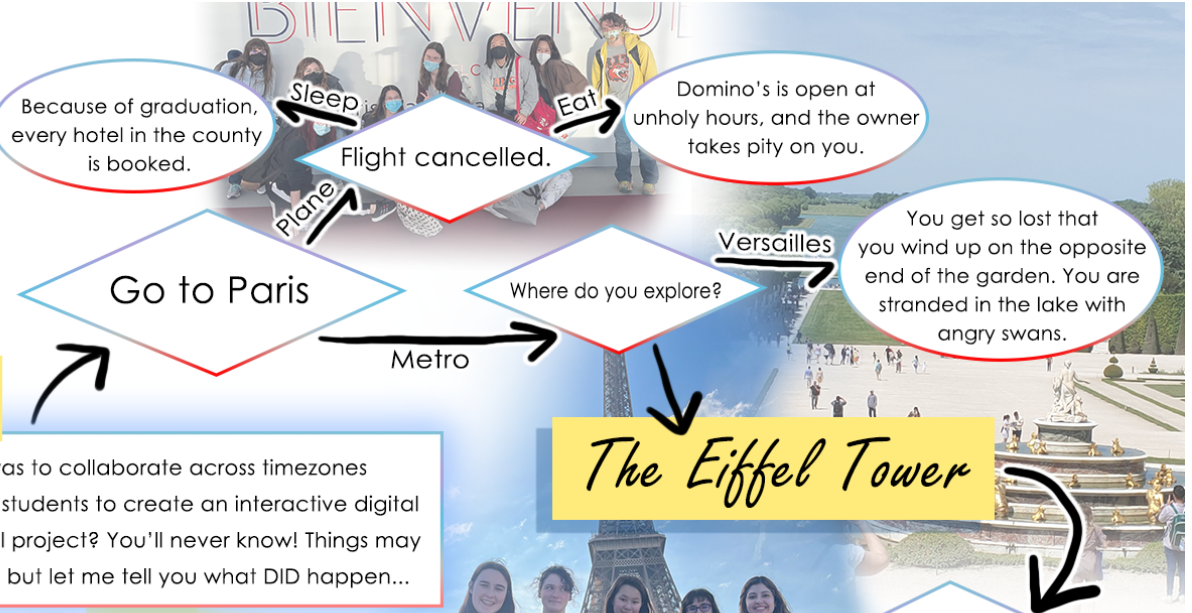 BIENVENUE
Because of graduation,
every hotel in the county
is booked.
Sleep
Flight cancelled.
Eat
Domino's is open at
unholy hours, and the owner
takes pity on you.
Plane
Go to Paris
Metro
Where do you explore?
Versailles
You get so lost that
you wind up on the opposite
end of the garden. You are
stranded in the lake with
angry swans.
The Eiffel Tower
to collaborate across timezones
students to create an interactive digital
project? You'll never know! Things may
but let me tell you what DID happen...